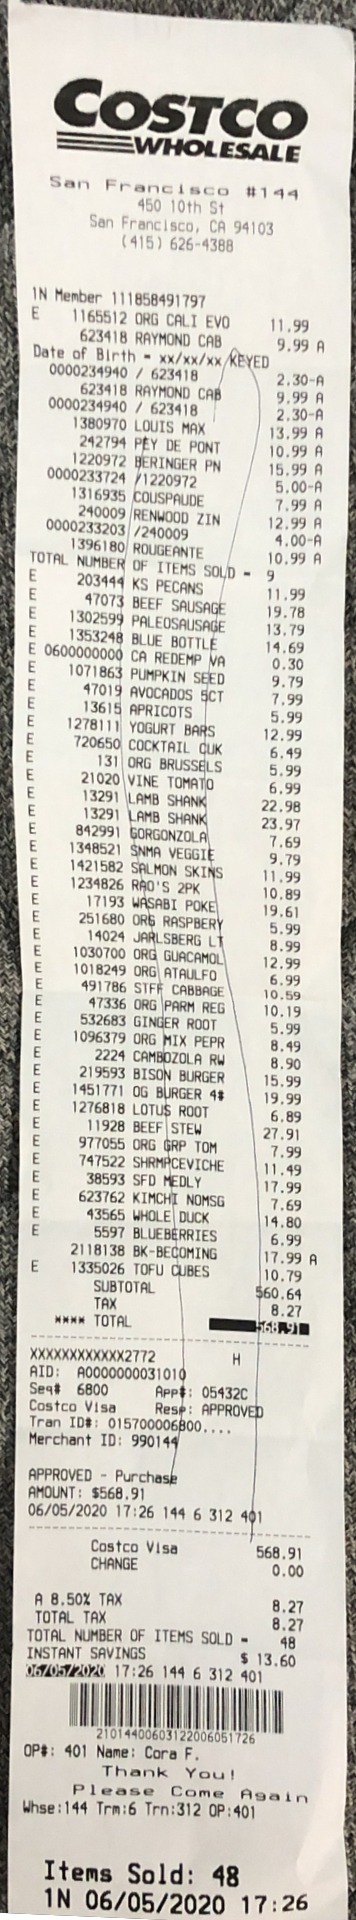 COSTCO
WHOLESALE
San Francisco #144
450 10th St
San Francisco, CA 94103
(415) 626-4388
1N Member 111858491797
E 1165512 ORG CALI EVO 11.99
623418 RAYMOND CAB 9.99 A
Date of Birth = xx/xx/xx KEYED
0000234940 / 623418 2.30-A
623418 RAYMOND CAB 9.99 A
0000234940 / 623418 2.30-A
1380970 LOUIS MAX 13.99 A
242794 PEY DE PONT 10.99 A
1220972 BERINGER PN 15.99 A
0000233724 /1220972 5.00-A
1316935 COUSPAUDE 7.99 A
240009 RENWOOD ZIN 12.99 A
0000233203 /240009 4.00-A
1396180 ROUGEANTE 10.99 A
TOTAL NUMBER OF ITEMS SOLD = 9
E 203444 KS PECANS 11.99
E 47073 BEEF SAUSAGE 19.78
E 1302599 PALEOSAUSAGE 13.79
E 1353248 BLUE BOTTLE 14.69
E 0600000000 CA REDEMP VA 0.30
E 1071863 PUMPKIN SEED 9.79
E 47019 AVOCADOS 5CT 7.99
E 13615 APRICOTS 5.99
E 1278111 YOGURT BARS 12.99
E 720650 COCKTAIL CUK 6.49
E 131 ORG BRUSSELS 5.99
E 21020 VINE TOMATO 6.99
E 13291 LAMB SHANK 22.98
E 13291 LAMB SHANK 23.97
E 842991 GORGONZOLA 7.69
E 1348521 SNMA VEGGIE 9.79
E 1421582 SALMON SKINS 11.99
E 1234826 RAO'S 2PK 10.89
E 17193 WASABI POKE 19.61
E 251680 ORG RASPBERY 5.99
E 14024 JARLSBERG LT 8.99
E 1030700 ORG GUACAMOL 12.99
E 1018249 ORG ATAULFO 6.99
E 491786 STFF CABBAGE 10.59
E 47336 ORG PARM REG 10.19
E 532683 GINGER ROOT 5.99
E 1096379 ORG MIX PEPR 8.49
E 2224 CAMBOZOLA RW 8.90
E 219593 BISON BURGER 15.99
E 1451771 OG BURGER 4# 19.99
E 1276818 LOTUS ROOT 6.89
E 11928 BEEF STEW 27.91
E 977055 ORG GRP TOM 7.99
E 747522 SHRMPCEVICHE 11.49
E 38593 SFD MEDLY 17.99
E 623762 KIMCHI NOMSG 7.69
E 43565 WHOLE DUCK 14.80
E 5597 BLUEBERRIES 6.99
2118138 BK-BECOMING 17.99 A
E 1335026 TOFU CUBES 10.79
SUBTOTAL 560.64
TAX 8.27
**** TOTAL 568.91
XXXXXXXXXXXX2772 H
AID: A0000000031010
Seq# 6800 App#: 05432C
Costco Visa Resp: APPROVED
Tran ID#: 015700006800....
Merchant ID: 990144
APPROVED - Purchase
AMOUNT: $568.91
06/05/2020 17:26 144 6 312 401
Costco Visa 568.91
CHANGE 0.00
A 8.50% TAX 8.27
TOTAL TAX 8.27
TOTAL NUMBER OF ITEMS SOLD = 48
INSTANT SAVINGS $ 13.60
06/05/2020 17:26 144 6 312 401
21014400603122006051726
OP#: 401 Name: Cora F.
Thank You!
Please Come Again
Whse:144 Trm:6 Trn:312 OP:401
Items Sold: 48
1N 06/05/2020 17:26